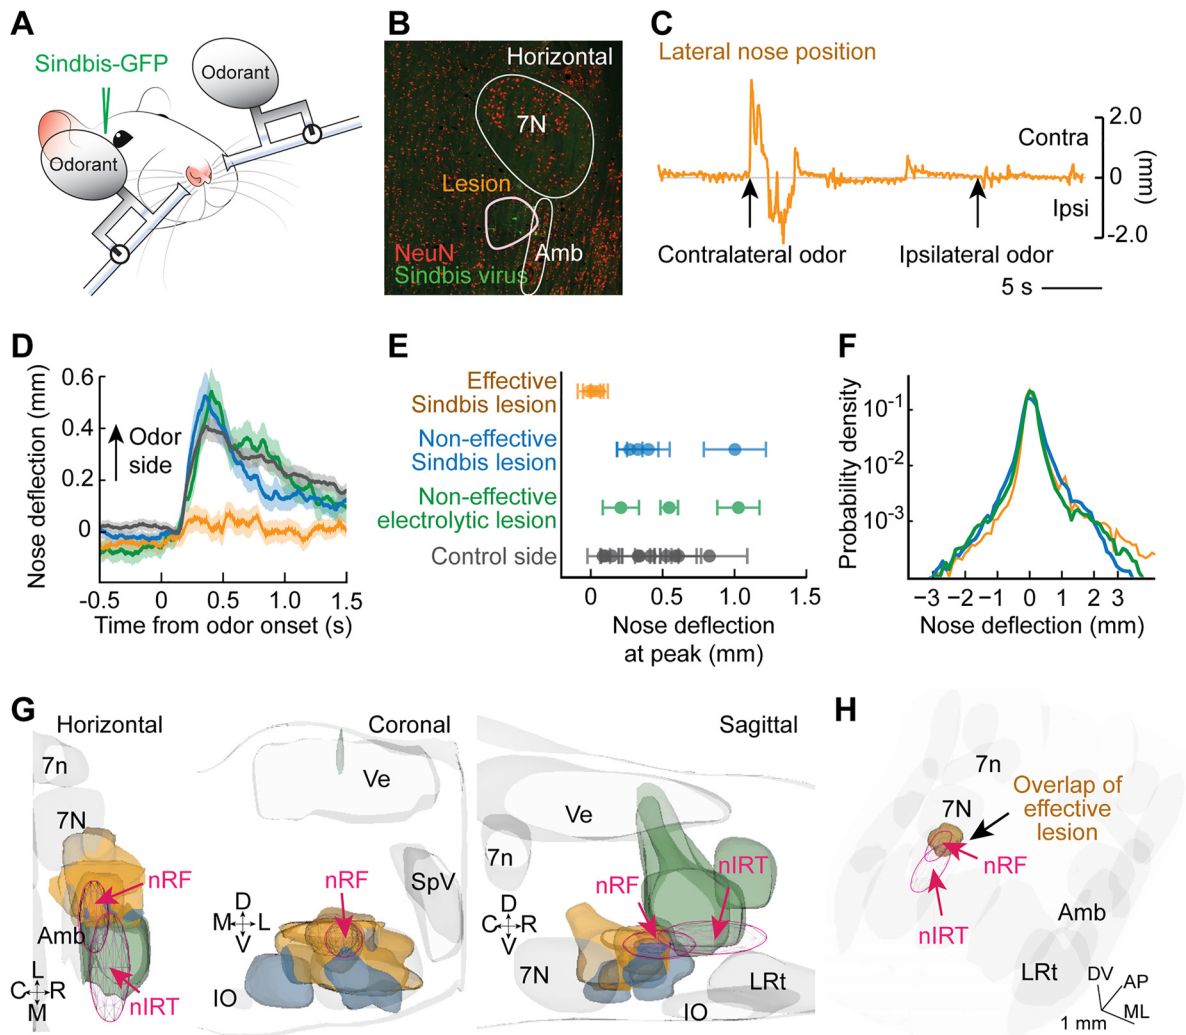 A
Sindbis-GFP
Odorant
Odorant
B
Horizontal
7N
Lesion
Amb
NeuN
Sindbis virus
C
Lateral nose position
2.0
Contra
0
(mm)
Ipsi
-2.0
Contralateral odor
Ipsilateral odor
5 s
D
Nose deflection (mm)
0.6
0.4
0.2
0
Odor
side
-0.5
0
0.5
1.0
1.5
Time from odor onset (s)
E
Effective
Sindbis lesion
Non-effective
Sindbis lesion
Non-effective
electrolytic lesion
Control side
0
0.5
1.0
1.5
Nose deflection
at peak (mm)
F
Probability density
10-1
10-2
10-3
−3
−2
−1
0
1
2
3
Nose deflection (mm)
G
Horizontal
7n
7N
nRF
Amb
nIRT
L
C
R
M
Coronal
Ve
nRF
SpV
D
M
L
V
IO
Sagittal
Ve
7n
nRF
nIRT
D
C
R
V
7N
LRt
IO
H
7n
7N
Overlap of
effective
lesion
nRF
nIRT
Amb
LRt
DV
AP
ML
1 mm